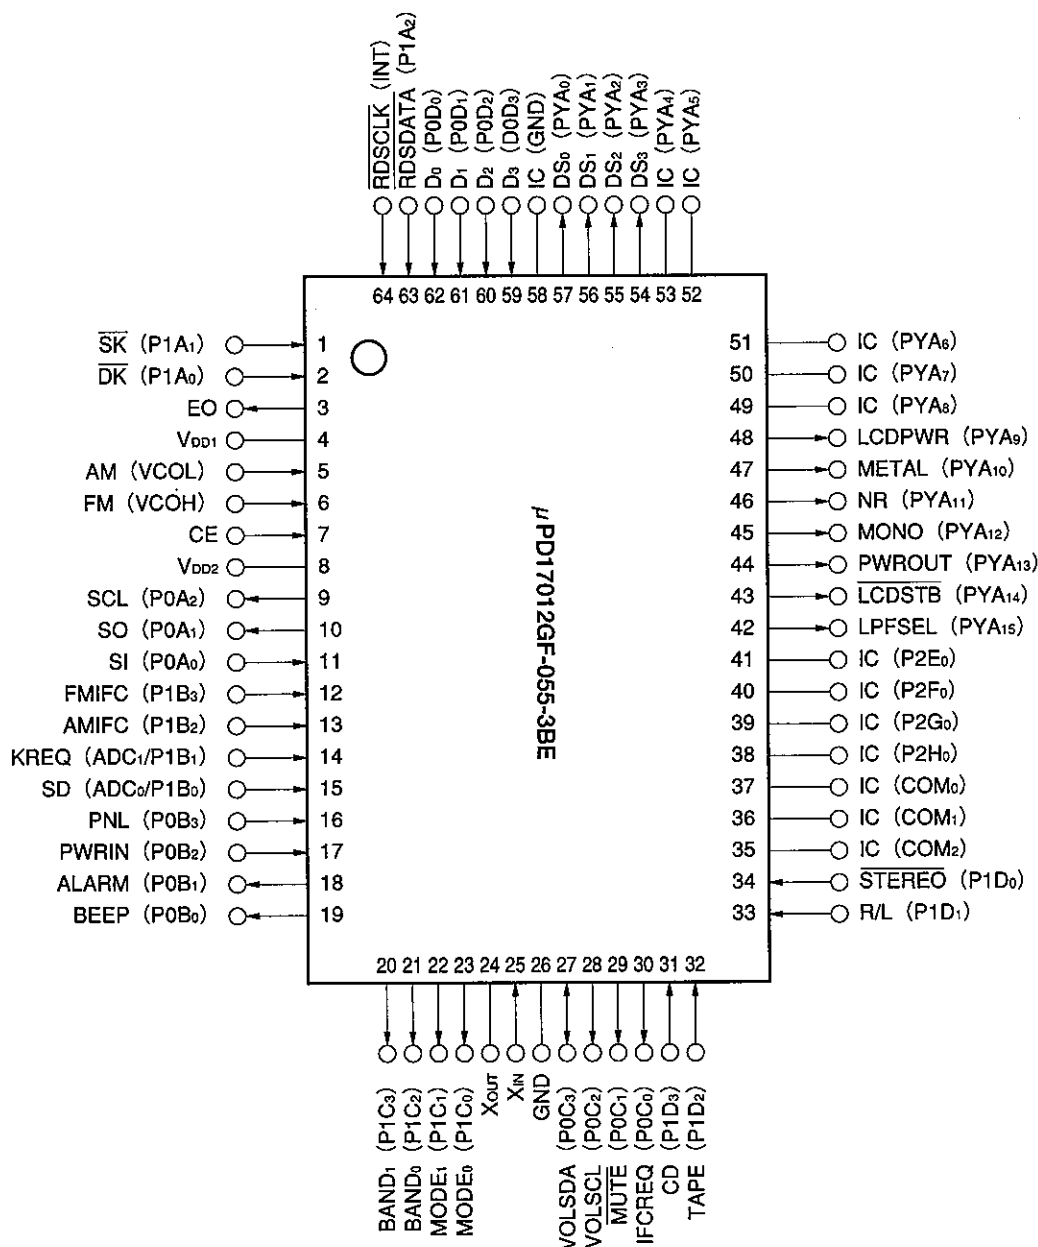 RDSCLK (INT)
RDSDATA (P1A2)
D0 (P0D0)
D1 (P0D1)
D2 (P0D2)
D3 (D0D3)
IC (GND)
DS0 (PYA0)
DS1 (PYA1)
DS2 (PYA2)
DS3 (PYA3)
IC (PYA4)
IC (PYA5)
64 63 62 61 60 59 58 57 56 55 54 53 52
SK (P1A1) 1
DK (P1A0) 2
EO 3
VDD1 4
AM (VCOL) 5
FM (VCOH) 6
CE 7
VDD2 8
SCL (P0A2) 9
SO (P0A1) 10
SI (P0A0) 11
FMIFC (P1B3) 12
AMIFC (P1B2) 13
KREQ (ADC1/P1B1) 14
SD (ADC0/P1B0) 15
PNL (P0B3) 16
PWRIN (P0B2) 17
ALARM (P0B1) 18
BEEP (P0B0) 19
μPD17012GF-055-3BE
51 IC (PYA6)
50 IC (PYA7)
49 IC (PYA8)
48 LCDPWR (PYA9)
47 METAL (PYA10)
46 NR (PYA11)
45 MONO (PYA12)
44 PWROUT (PYA13)
43 LCDSTB (PYA14)
42 LPFSEL (PYA15)
41 IC (P2E0)
40 IC (P2F0)
39 IC (P2G0)
38 IC (P2H0)
37 IC (COM0)
36 IC (COM1)
35 IC (COM2)
34 STEREO (P1D0)
33 R/L (P1D1)
20 21 22 23 24 25 26 27 28 29 30 31 32
BAND1 (P1C3)
BAND0 (P1C2)
MODE1 (P1C1)
MODE0 (P1C0)
XOUT
XIN
GND
VOLSDA (P0C3)
VOLSCL (P0C2)
MUTE (P0C1)
IFCREQ (P0C0)
CD (P1D3)
TAPE (P1D2)